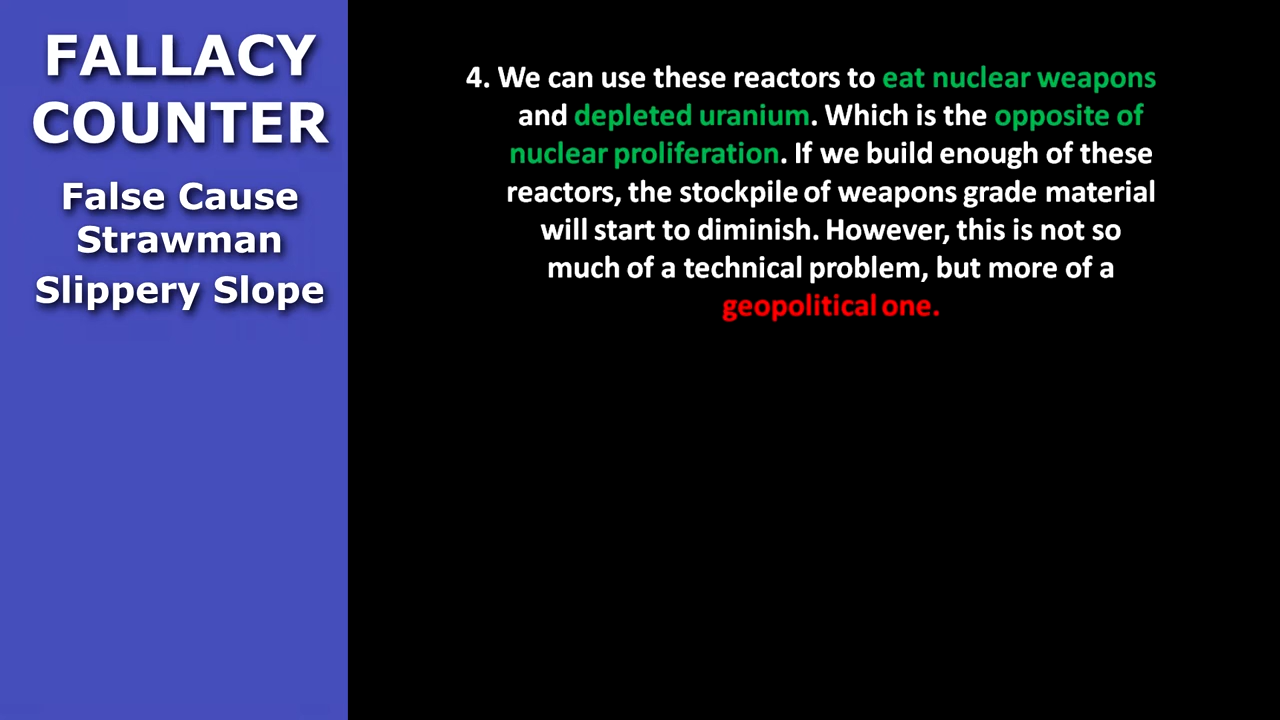 FALLACY
COUNTER
False Cause
Strawman
Slippery Slope
4. We can use these reactors to eat nuclear weapons
and depleted uranium. Which is the opposite of
nuclear proliferation. If we build enough of these
reactors, the stockpile of weapons grade material
will start to diminish. However, this is not so
much of a technical problem, but more of a
geopolitical one.